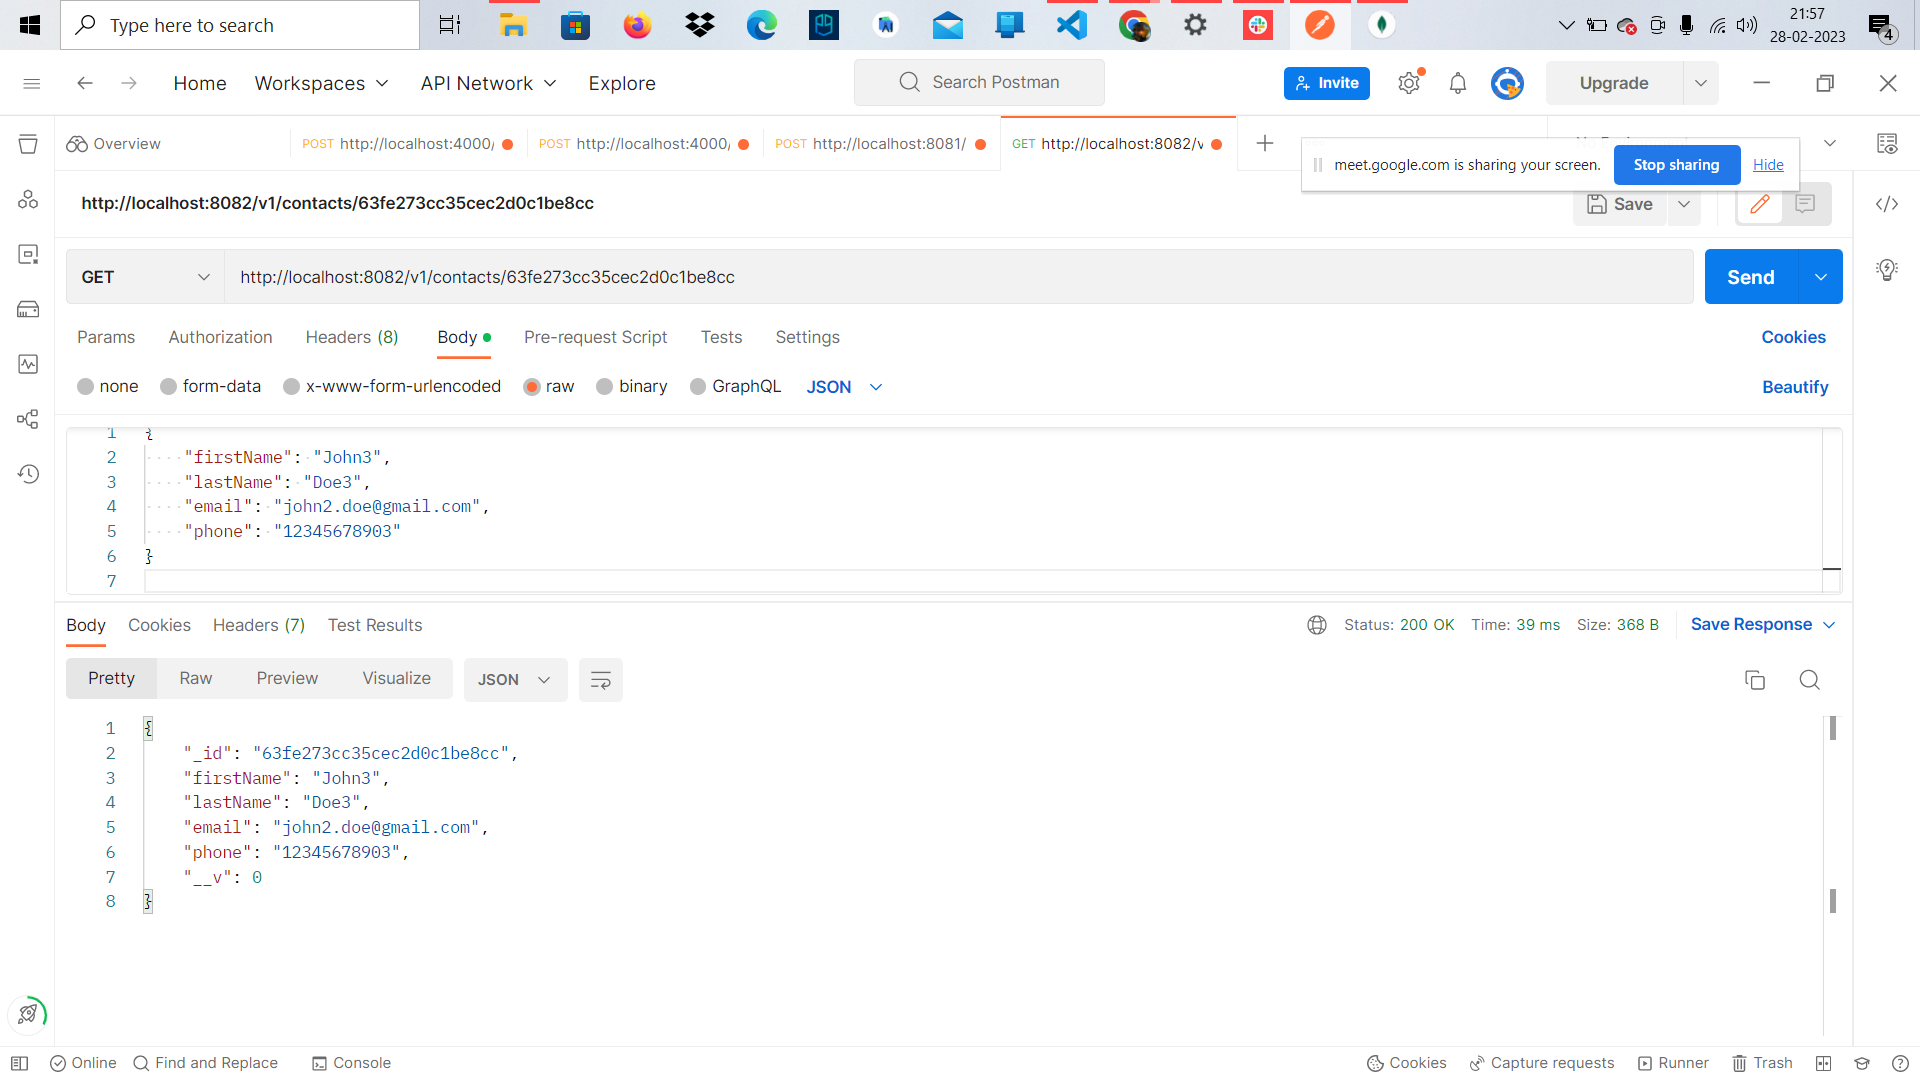 Type here to search
21:57
28-02-2023
4
Home
Workspaces
API Network
Explore
Search Postman
Invite
Upgrade
Overview
POST http://localhost:4000/
POST http://localhost:4000/
POST http://localhost:8081/
GET http://localhost:8082/v
meet.google.com is sharing your screen.
Stop sharing
Hide
http://localhost:8082/v1/contacts/63fe273cc35cec2d0c1be8cc
Save
GET
http://localhost:8082/v1/contacts/63fe273cc35cec2d0c1be8cc
Send
Params
Authorization
Headers (8)
Body
Pre-request Script
Tests
Settings
Cookies
none
form-data
x-www-form-urlencoded
raw
binary
GraphQL
JSON
Beautify
1 {
2 "firstName": "John3",
3 "lastName": "Doe3",
4 "email": "john2.doe@gmail.com",
5 "phone": "12345678903"
6 }
7
Body
Cookies
Headers (7)
Test Results
Status: 200 OK
Time: 39 ms
Size: 368 B
Save Response
Pretty
Raw
Preview
Visualize
JSON
1 {
2 "_id": "63fe273cc35cec2d0c1be8cc",
3 "firstName": "John3",
4 "lastName": "Doe3",
5 "email": "john2.doe@gmail.com",
6 "phone": "12345678903",
7 "__v": 0
8 }
Online
Find and Replace
Console
Cookies
Capture requests
Runner
Trash